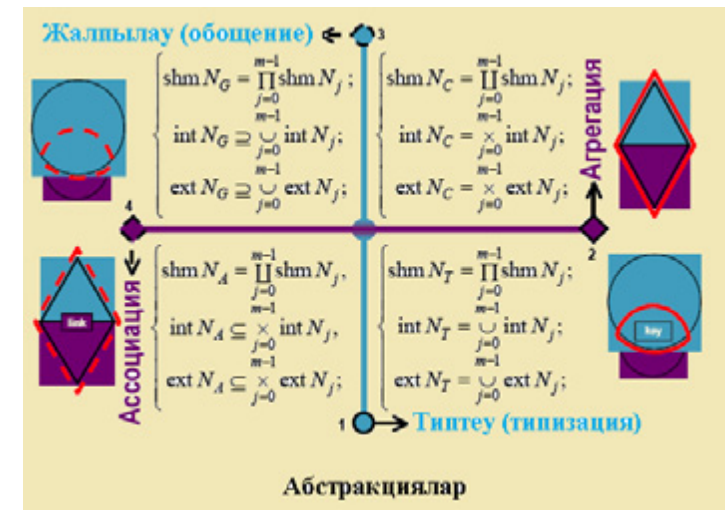 Жалпылау (обощение) 3
shm N_G = ∏_{j=0}^{m−1} shm N_j ;
int N_G ⊇ ∪_{j=0}^{m−1} int N_j;
ext N_G ⊇ ∪_{j=0}^{m−1} ext N_j;
shm N_C = ∐_{j=0}^{m−1} shm N_j;
int N_C = ×_{j=0}^{m−1} int N_j;
ext N_C = ×_{j=0}^{m−1} ext N_j;
Агрегация
4
2
Ассоциация
link
shm N_A = ∐_{j=0}^{m−1} shm N_j,
int N_A ⊆ ×_{j=0}^{m−1} int N_j,
ext N_A ⊆ ×_{j=0}^{m−1} ext N_j;
shm N_T = ∏_{j=0}^{m−1} shm N_j;
int N_T = ∪_{j=0}^{m−1} int N_j;
ext N_T = ∪_{j=0}^{m−1} ext N_j;
key
1 Типтеу (типизация)
Абстракциялар